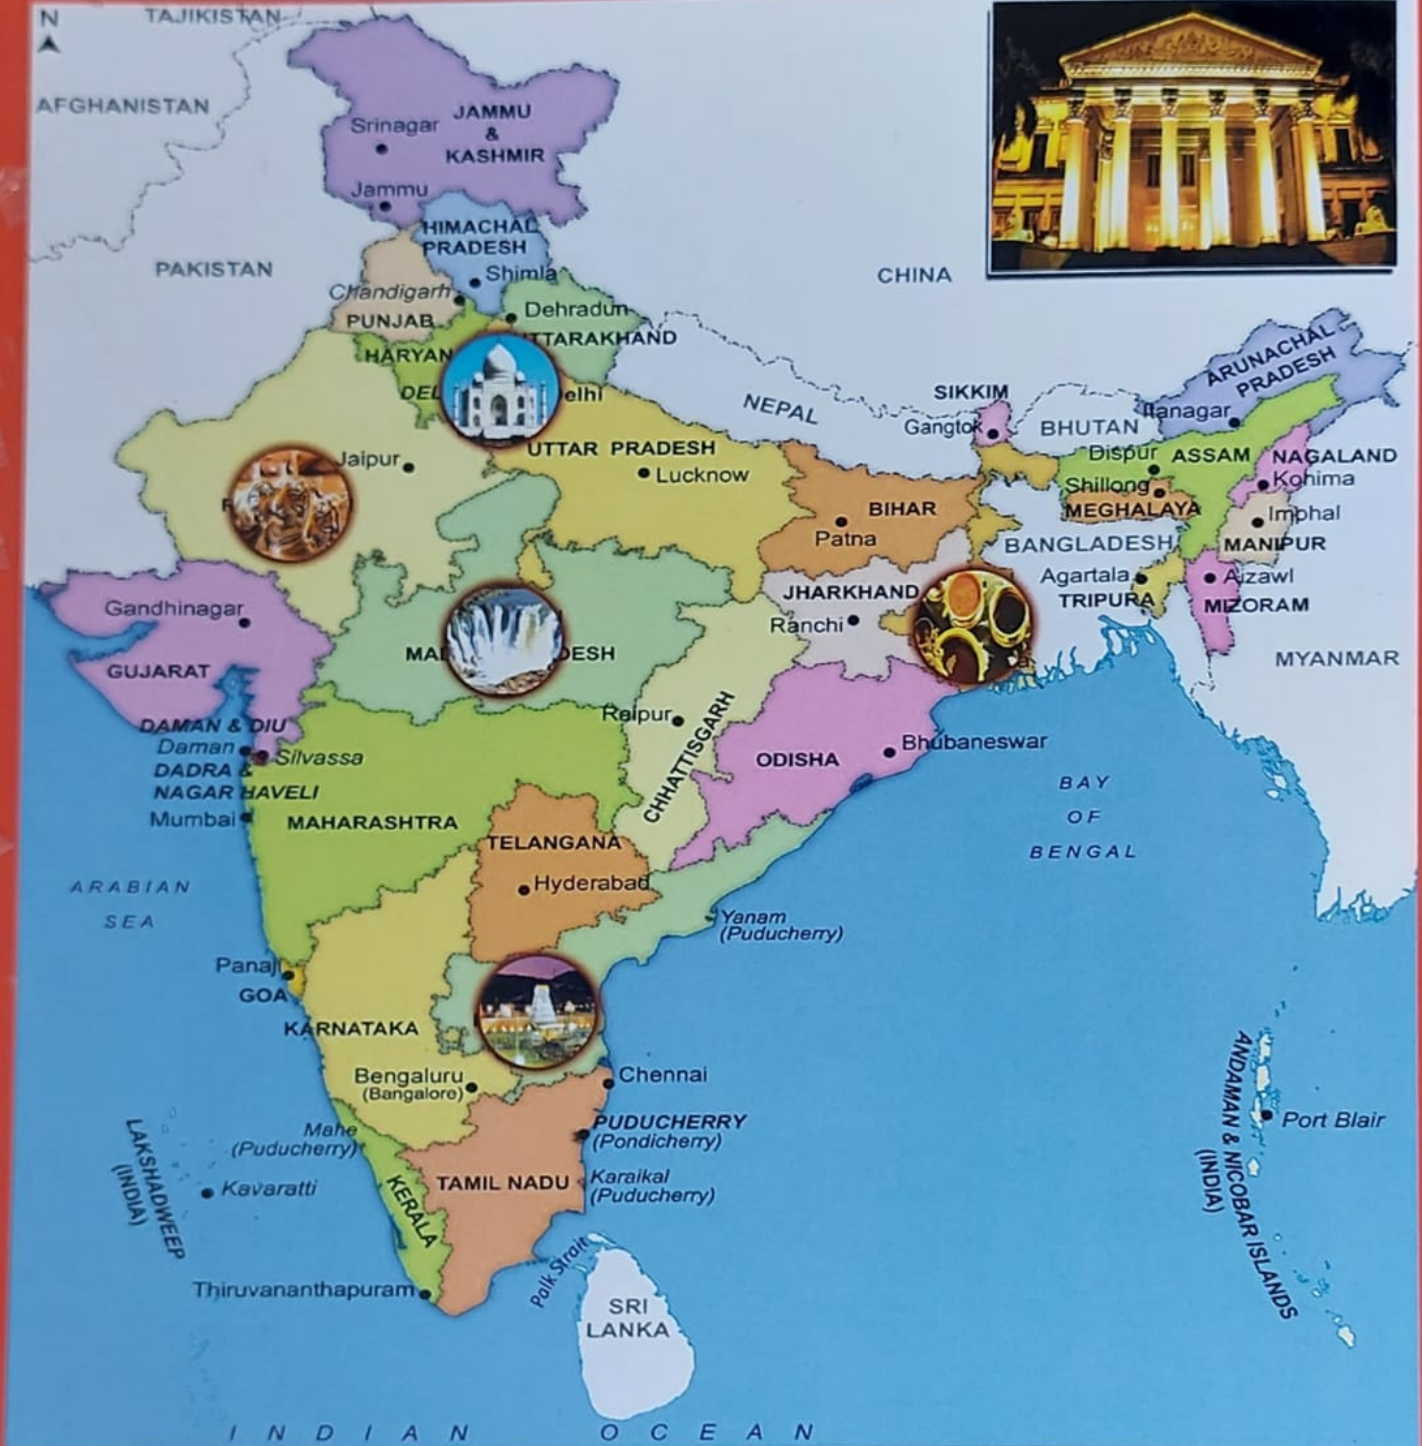 N
TAJIKISTAN
AFGHANISTAN
JAMMU
&
KASHMIR
Srinagar
Jammu
HIMACHAL
PRADESH
PAKISTAN
Shimla
CHINA
Chandigarh
Dehradun
PUNJAB
UTTARAKHAND
HARYAN
DEL
elhi
ARUNACHAL
PRADESH
SIKKIM
NEPAL
Itanagar
Gangtok
BHUTAN
UTTAR PRADESH
Dispur
ASSAM
NAGALAND
Jaipur
Lucknow
Shillong
Kohima
R
BIHAR
MEGHALAYA
Imphal
Patna
BANGLADESH
MANIPUR
Agartala
Aizawl
JHARKHAND
TRIPURA
MIZORAM
Gandhinagar
Ranchi
MA
DESH
MYANMAR
GUJARAT
Raipur
CHHATTISGARH
DAMAN & DIU
Daman
Silvassa
ODISHA
Bhubaneswar
DADRA &
NAGAR HAVELI
BAY
OF
BENGAL
Mumbai
MAHARASHTRA
TELANGANA
Hyderabad
ARABIAN
SEA
Yanam
(Puducherry)
Panaji
GOA
KARNATAKA
Bengaluru
(Bangalore)
Chennai
ANDAMAN & NICOBAR ISLANDS
(INDIA)
Port Blair
Mahe
(Puducherry)
PUDUCHERRY
(Pondicherry)
LAKSHADWEEP
(INDIA)
Kavaratti
KERALA
TAMIL NADU
Karaikal
(Puducherry)
Palk Strait
Thiruvananthapuram
SRI
LANKA
INDIAN OCEAN